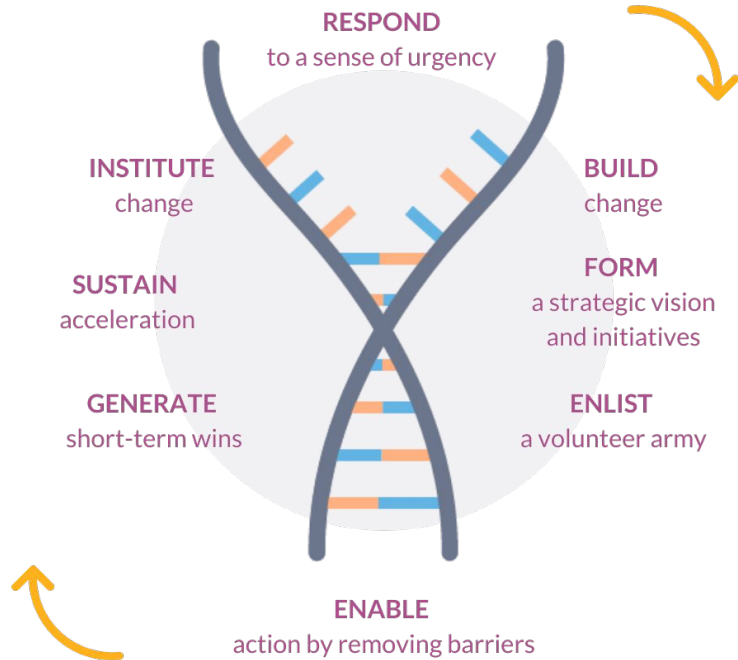 RESPOND
to a sense of urgency
BUILD
change
FORM
a strategic vision
and initiatives
ENLIST
a volunteer army
ENABLE
action by removing barriers
GENERATE
short-term wins
SUSTAIN
acceleration
INSTITUTE
change